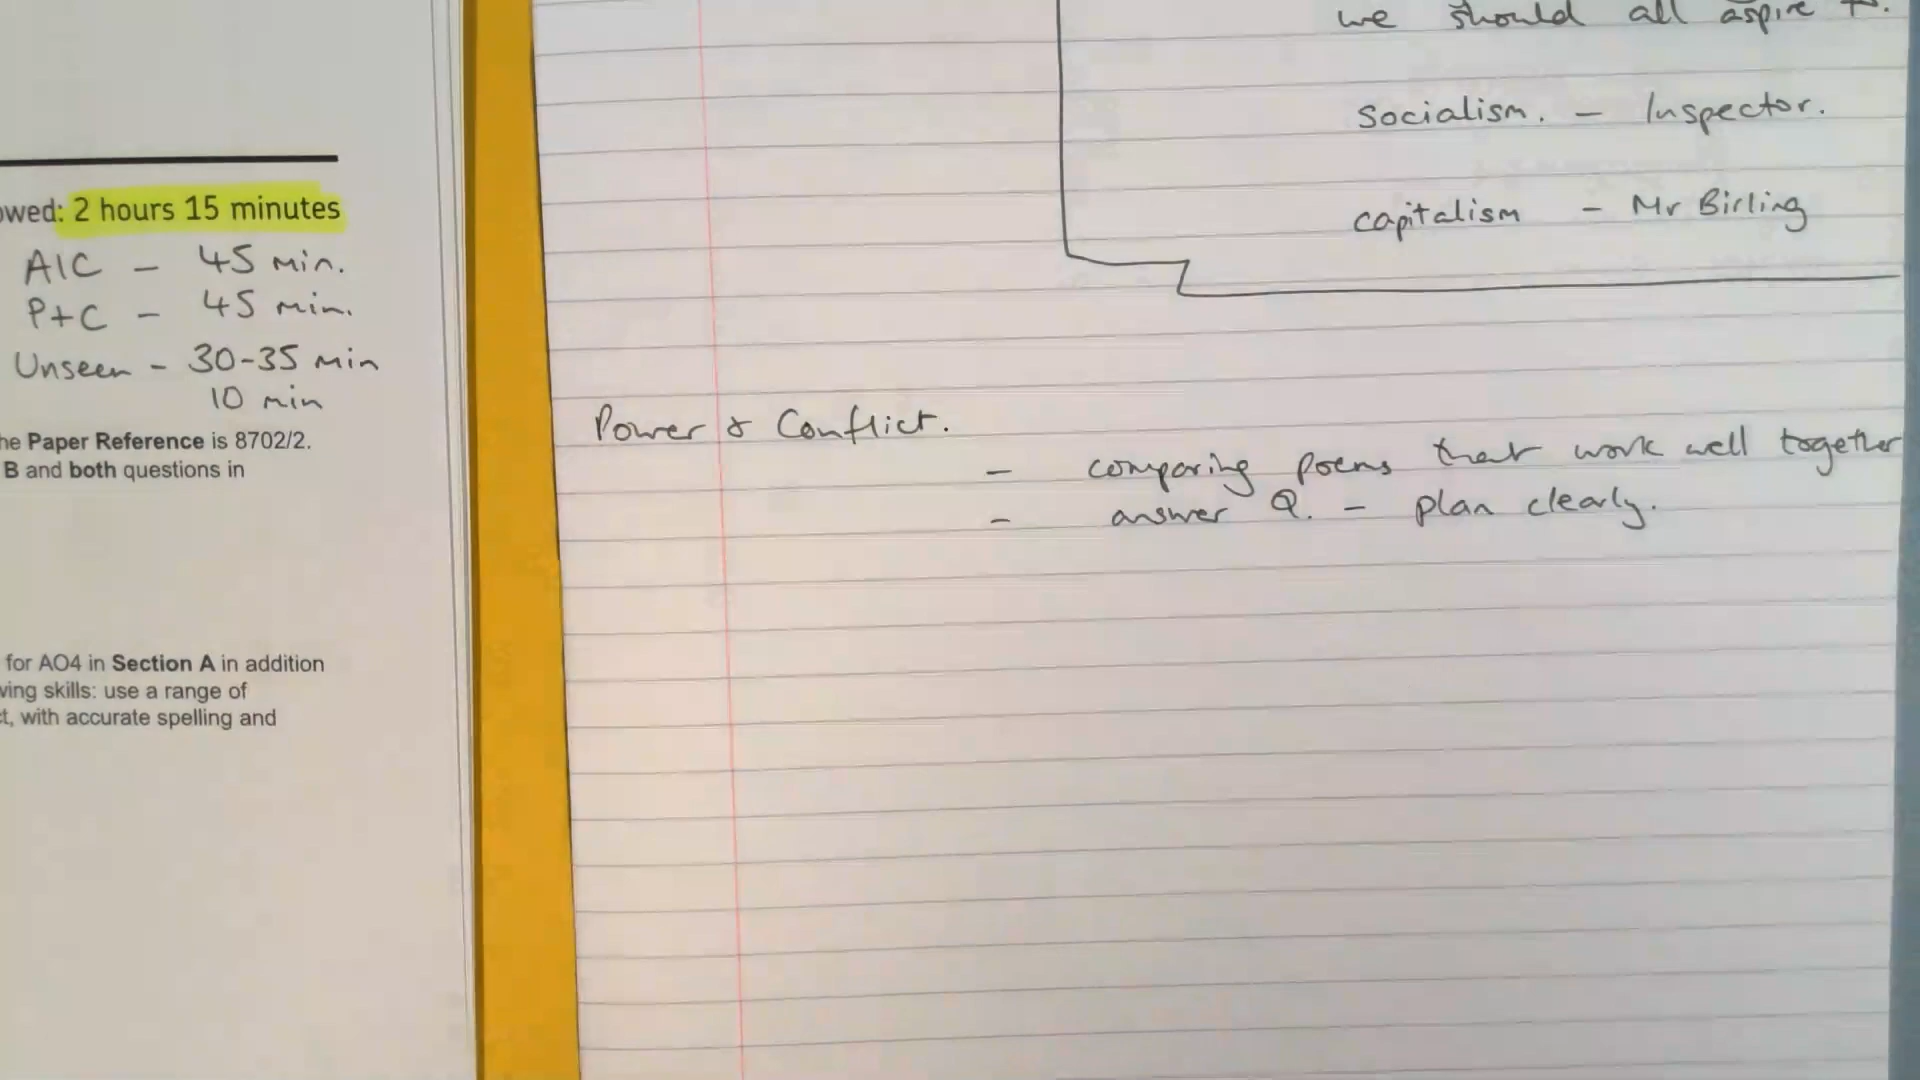 owed: 2 hours 15 minutes
AIC - 45 min.
P+C - 45 min.
Unseen - 30-35 min
10 min
he Paper Reference is 8702/2.
B and both questions in
for AO4 in Section A in addition
ving skills: use a range of
t, with accurate spelling and
we should all aspire to.
socialism. - Inspector.
capitalism - Mr Birling
Power & Conflict.
- comparing poems that work well together
- answer Q. - plan clearly.